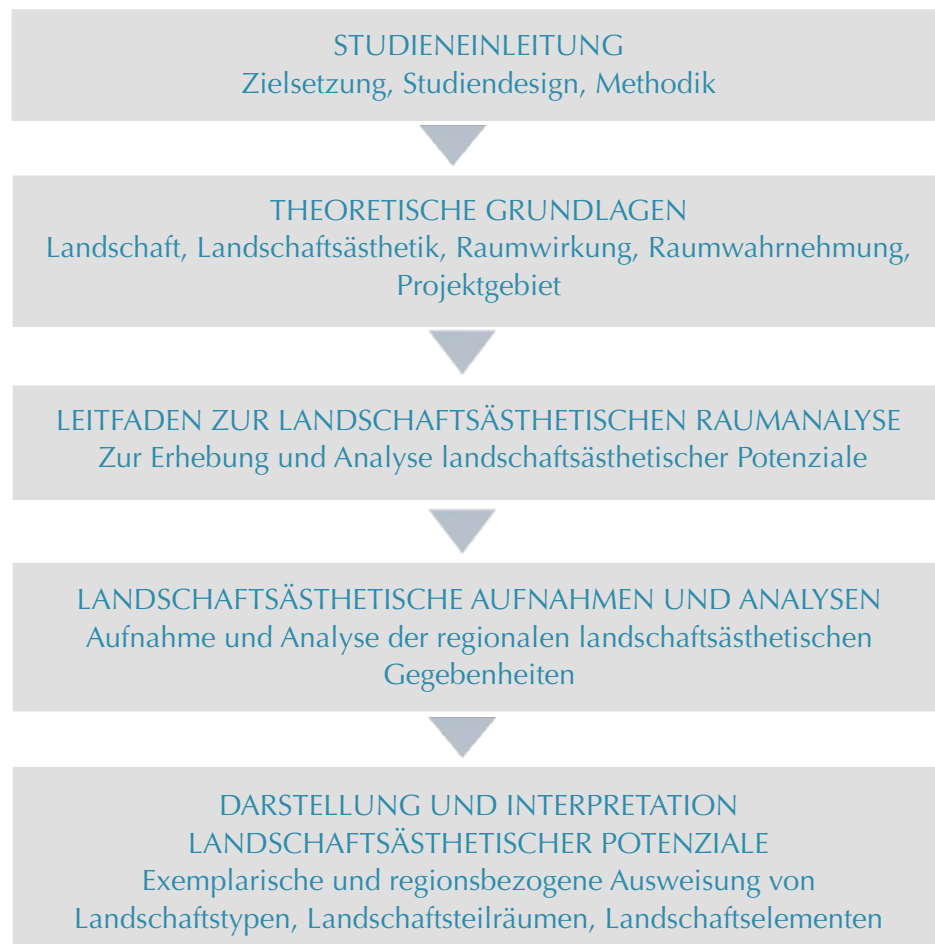 STUDIENEINLEITUNG
Zielsetzung, Studiendesign, Methodik
THEORETISCHE GRUNDLAGEN
Landschaft, Landschaftsästhetik, Raumwirkung, Raumwahrnehmung,
Projektgebiet
LEITFADEN ZUR LANDSCHAFTSÄSTHETISCHEN RAUMANALYSE
Zur Erhebung und Analyse landschaftsästhetischer Potenziale
LANDSCHAFTSÄSTHETISCHE AUFNAHMEN UND ANALYSEN
Aufnahme und Analyse der regionalen landschaftsästhetischen
Gegebenheiten
DARSTELLUNG UND INTERPRETATION
LANDSCHAFTSÄSTHETISCHER POTENZIALE
Exemplarische und regionsbezogene Ausweisung von
Landschaftstypen, Landschaftsteilräumen, Landschaftselementen